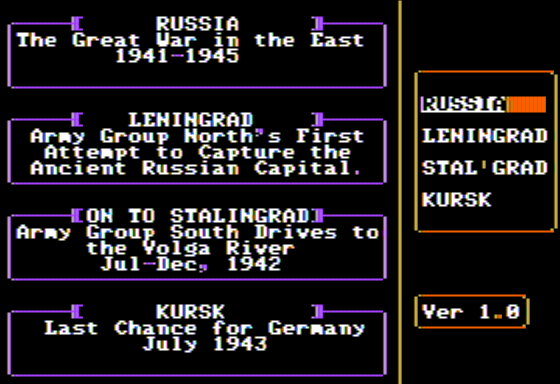 RUSSIA
The Great War in the East
1941-1945
LENINGRAD
Army Group North's First
Attempt to Capture the
Ancient Russian Capital.
ON TO STALINGRAD
Army Group South Drives to
the Volga River
Jul-Dec, 1942
KURSK
Last Chance for Germany
July 1943
RUSSIA
LENINGRAD
STAL'GRAD
KURSK
Ver 1.0